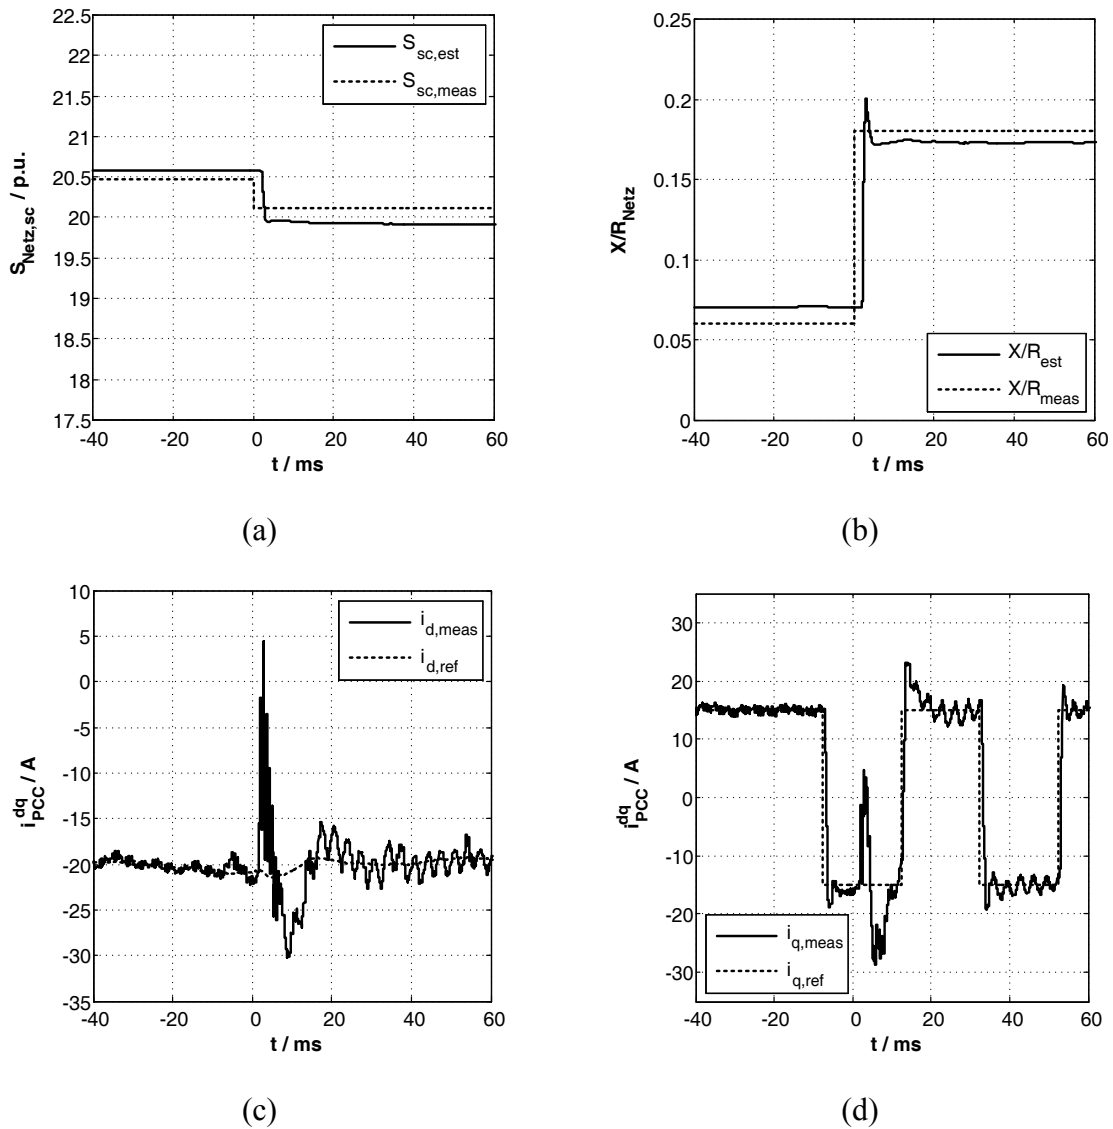 22.5
22
21.5
21
20.5
20
19.5
19
18.5
18
17.5
S_Netz,sc / p.u.
S_sc,est
S_sc,meas
-40 -20 0 20 40 60
t / ms
(a)
0.25
0.2
0.15
0.1
0.05
0
X/R_Netz
X/R_est
X/R_meas
-40 -20 0 20 40 60
t / ms
(b)
10
5
0
-5
-10
-15
-20
-25
-30
-35
i_PCC^dq / A
i_d,meas
i_d,ref
-40 -20 0 20 40 60
t / ms
(c)
30
20
10
0
-10
-20
-30
i_PCC^dq / A
i_q,meas
i_q,ref
-40 -20 0 20 40 60
t / ms
(d)